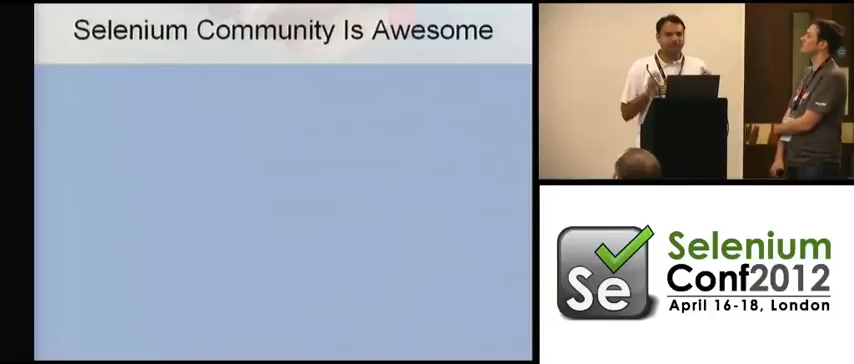 Selenium Community Is Awesome
Se
Selenium
Conf2012
April 16-18, London